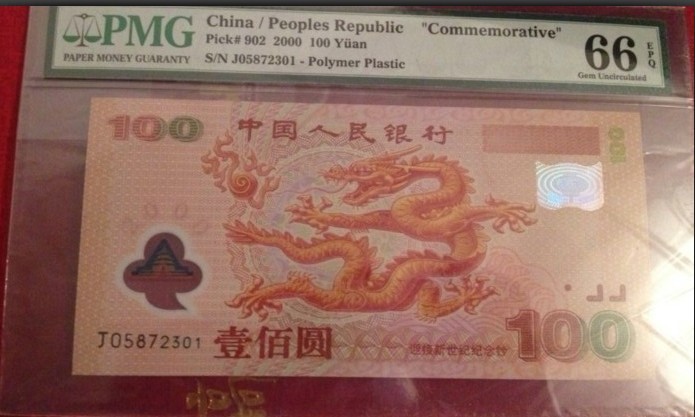 PMG
PAPER MONEY GUARANTY
China / Peoples Republic "Commemorative"
Pick# 902 2000 100 Yüan
S/N J05872301 - Polymer Plastic
66 EPQ
Gem Uncirculated
100 中国人民银行
100
2000
J05872301 壹佰圆
迎接新世纪纪念钞 100